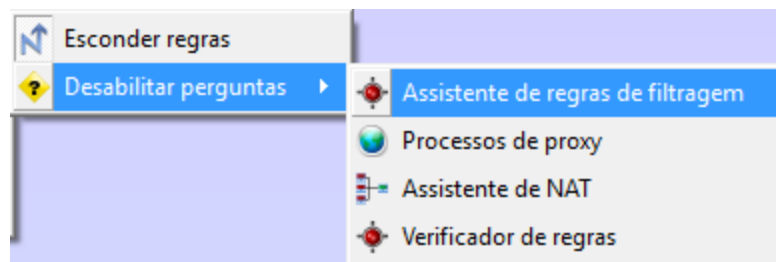 Esconder regras
Desabilitar perguntas
Assistente de regras de filtragem
Processos de proxy
Assistente de NAT
Verificador de regras